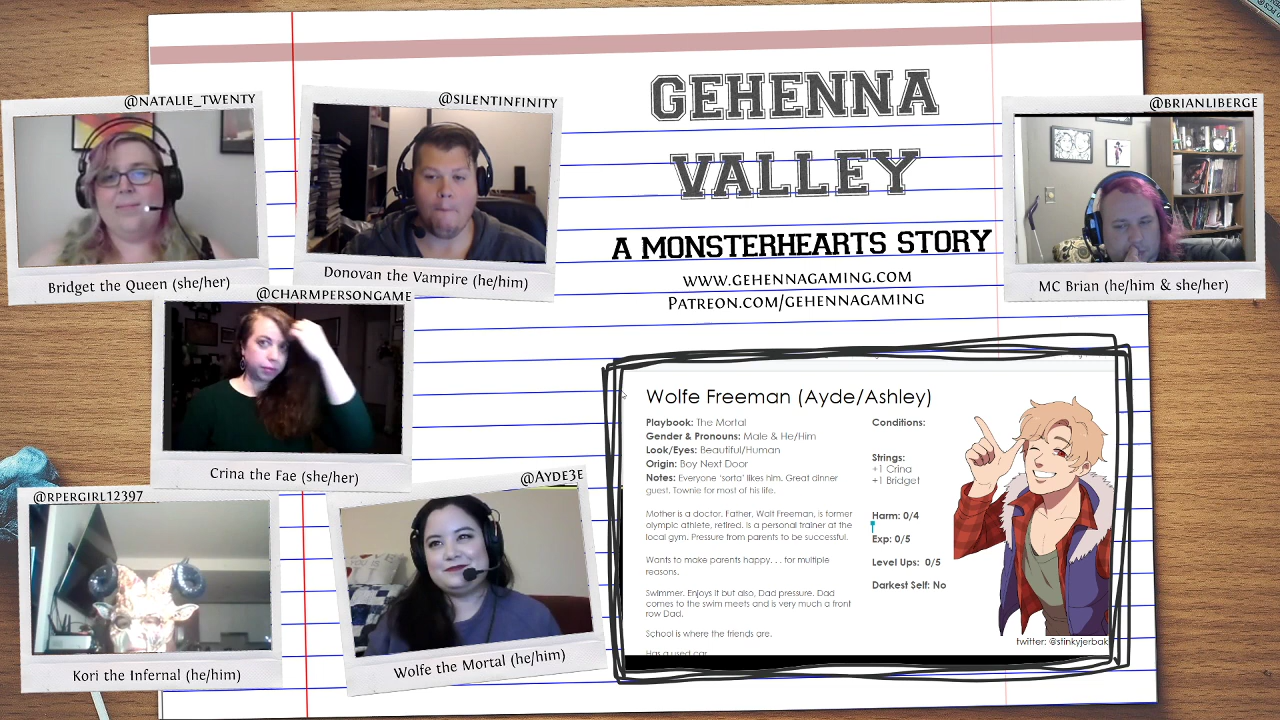 @NATALIE_TWENTY
Bridget the Queen (she/her)
@SILENTINFINITY
Donovan the Vampire (he/him)
@CHARMPERSONGAME
Crina the Fae (she/her)
@RPERGIRL12397
Kori the Infernal (he/him)
@AYDE3E
Wolfe the Mortal (he/him)
GEHENNA
VALLEY
A MONSTERHEARTS STORY
WWW.GEHENNAGAMING.COM
PATREON.COM/GEHENNAGAMING
@BRIANLIBERGE
MC Brian (he/him & she/her)
Wolfe Freeman (Ayde/Ashley)
Playbook: The Mortal
Gender & Pronouns: Male & He/Him
Look/Eyes: Beautiful/Human
Origin: Boy Next Door
Notes: Everyone 'sorta' likes him. Great dinner
guest. Townie for most of his life.
Mother is a doctor. Father, Walt Freeman, is former
olympic athlete, retired. is a personal trainer at the
local gym. Pressure from parents to be successful.
Wants to make parents happy. . . for multiple
reasons.
Swimmer. Enjoys it but also, Dad pressure. Dad
comes to the swim meets and is very much a front
row Dad.
School is where the friends are.
Has a used car
Conditions:
Strings:
+1 Crina
+1 Bridget
Harm: 0/4
Exp: 0/5
Level Ups: 0/5
Darkest Self: No
twitter: @stinkyjerbak